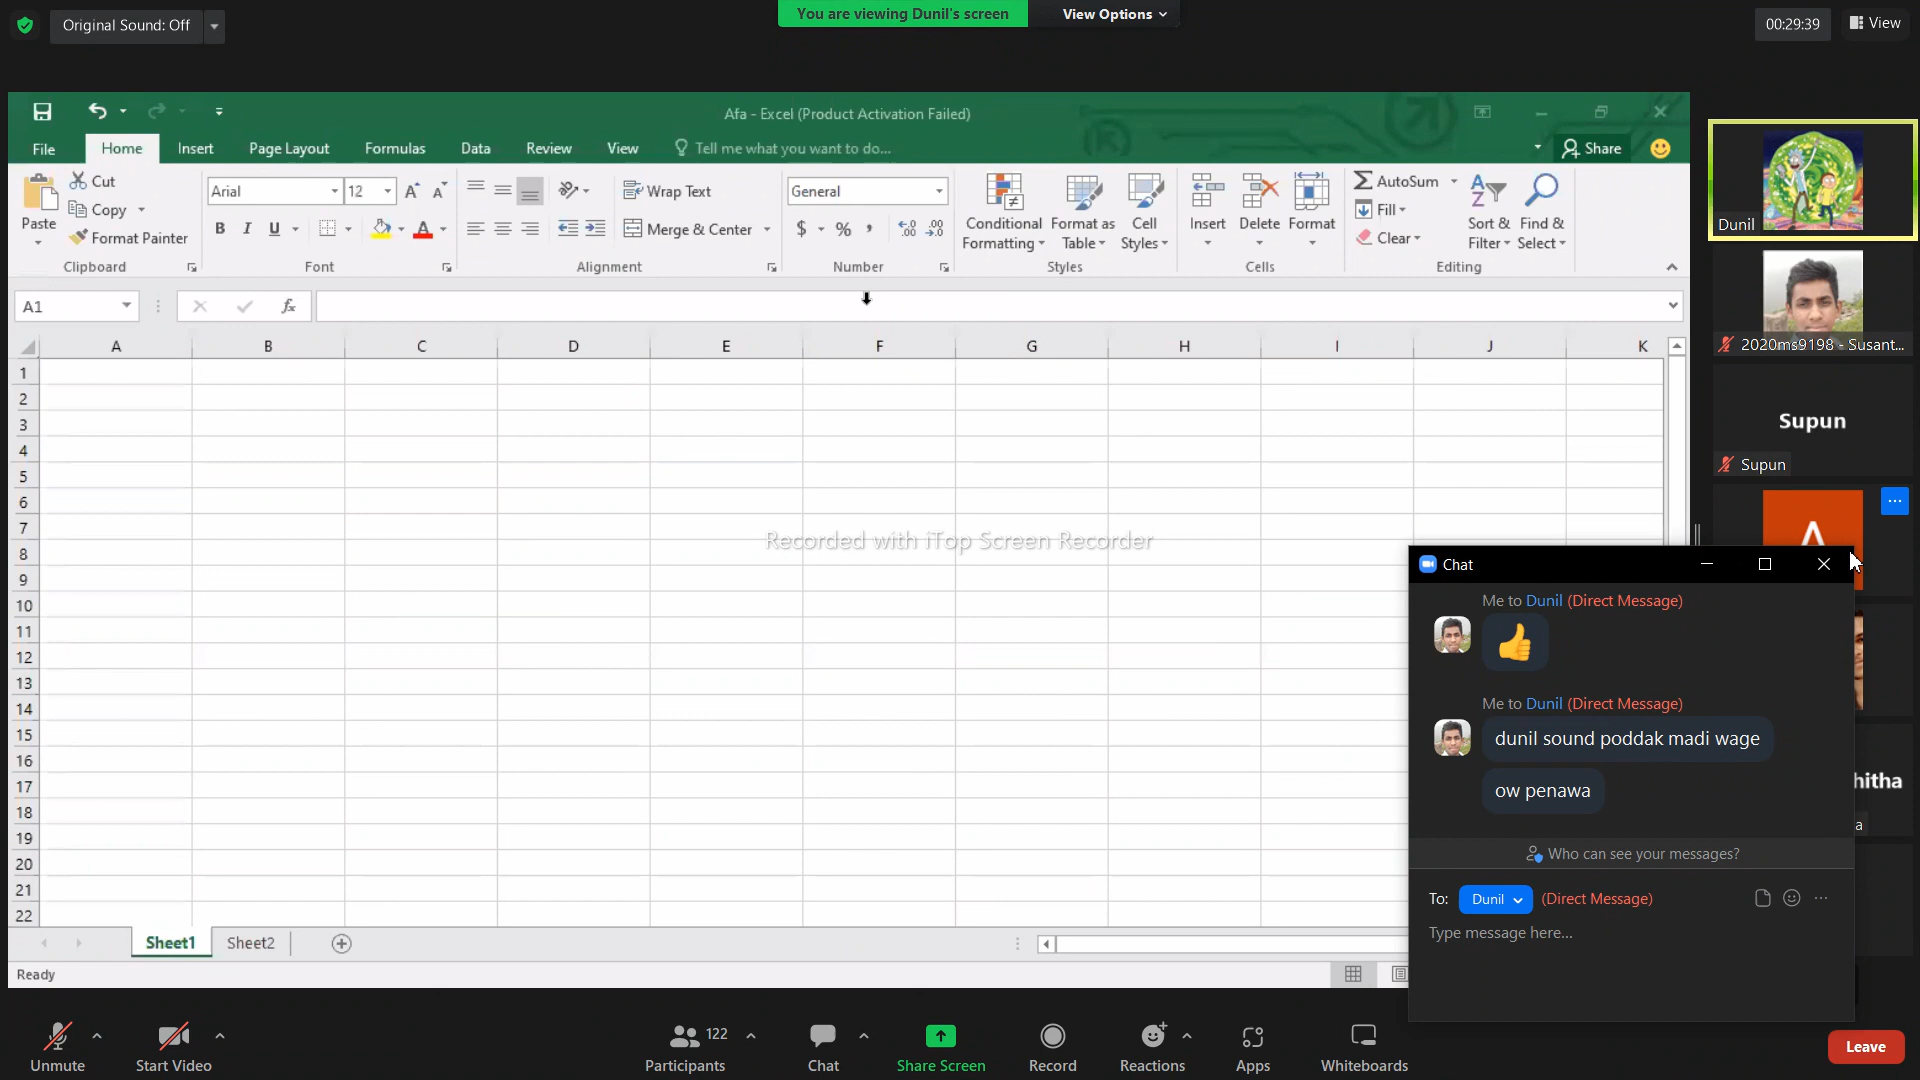 Original Sound: Off
You are viewing Dunil's screen
View Options
00:29:39
View
Afa - Excel (Product Activation Failed)
File
Home
Insert
Page Layout
Formulas
Data
Review
View
Tell me what you want to do...
Share
Paste
Cut
Copy
Format Painter
Clipboard
Arial
12
B I U
A
Font
Wrap Text
Merge & Center
Alignment
General
$ % ,
Number
Conditional
Formatting
Format as
Table
Cell
Styles
Styles
Insert
Delete
Format
Cells
AutoSum
Fill
Clear
Sort &
Filter
Find &
Select
Editing
A1
fx
A B C D E F G H I J K
1
2
3
4
5
6
7
8
9
10
11
12
13
14
15
16
17
18
19
20
21
22
Recorded with iTop Screen Recorder
Sheet1
Sheet2
Ready
Dunil
2020ms9198 - Susant...
Supun
Supun
A
hitha
a
Chat
Me to Dunil (Direct Message)
👍
Me to Dunil (Direct Message)
dunil sound poddak madi wage
ow penawa
Who can see your messages?
To: Dunil (Direct Message)
Type message here...
Unmute
Start Video
122
Participants
Chat
Share Screen
Record
Reactions
Apps
Whiteboards
Leave